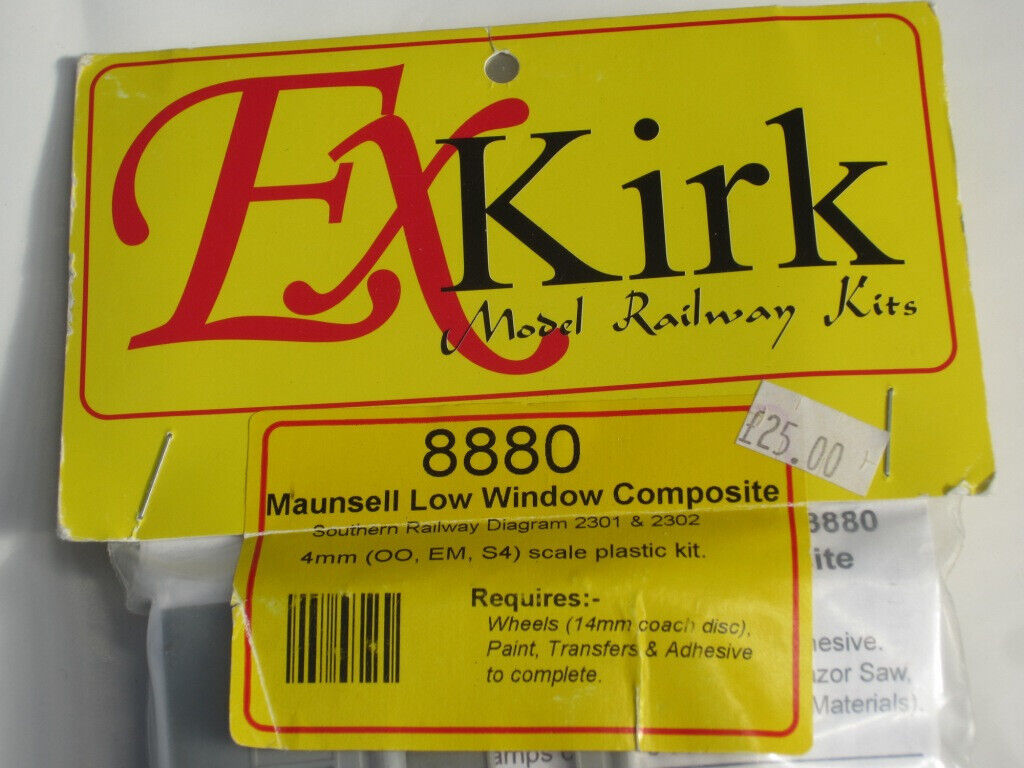 Ex Kirk
Model Railway Kits
£25.00
8880
Maunsell Low Window Composite
Southern Railway Diagram 2301 & 2302
4mm (OO, EM, S4) scale plastic kit.
Requires:-
Wheels (14mm coach disc),
Paint, Transfers & Adhesive
to complete.
8880
ite
hesive.
azor Saw,
Materials).
amps